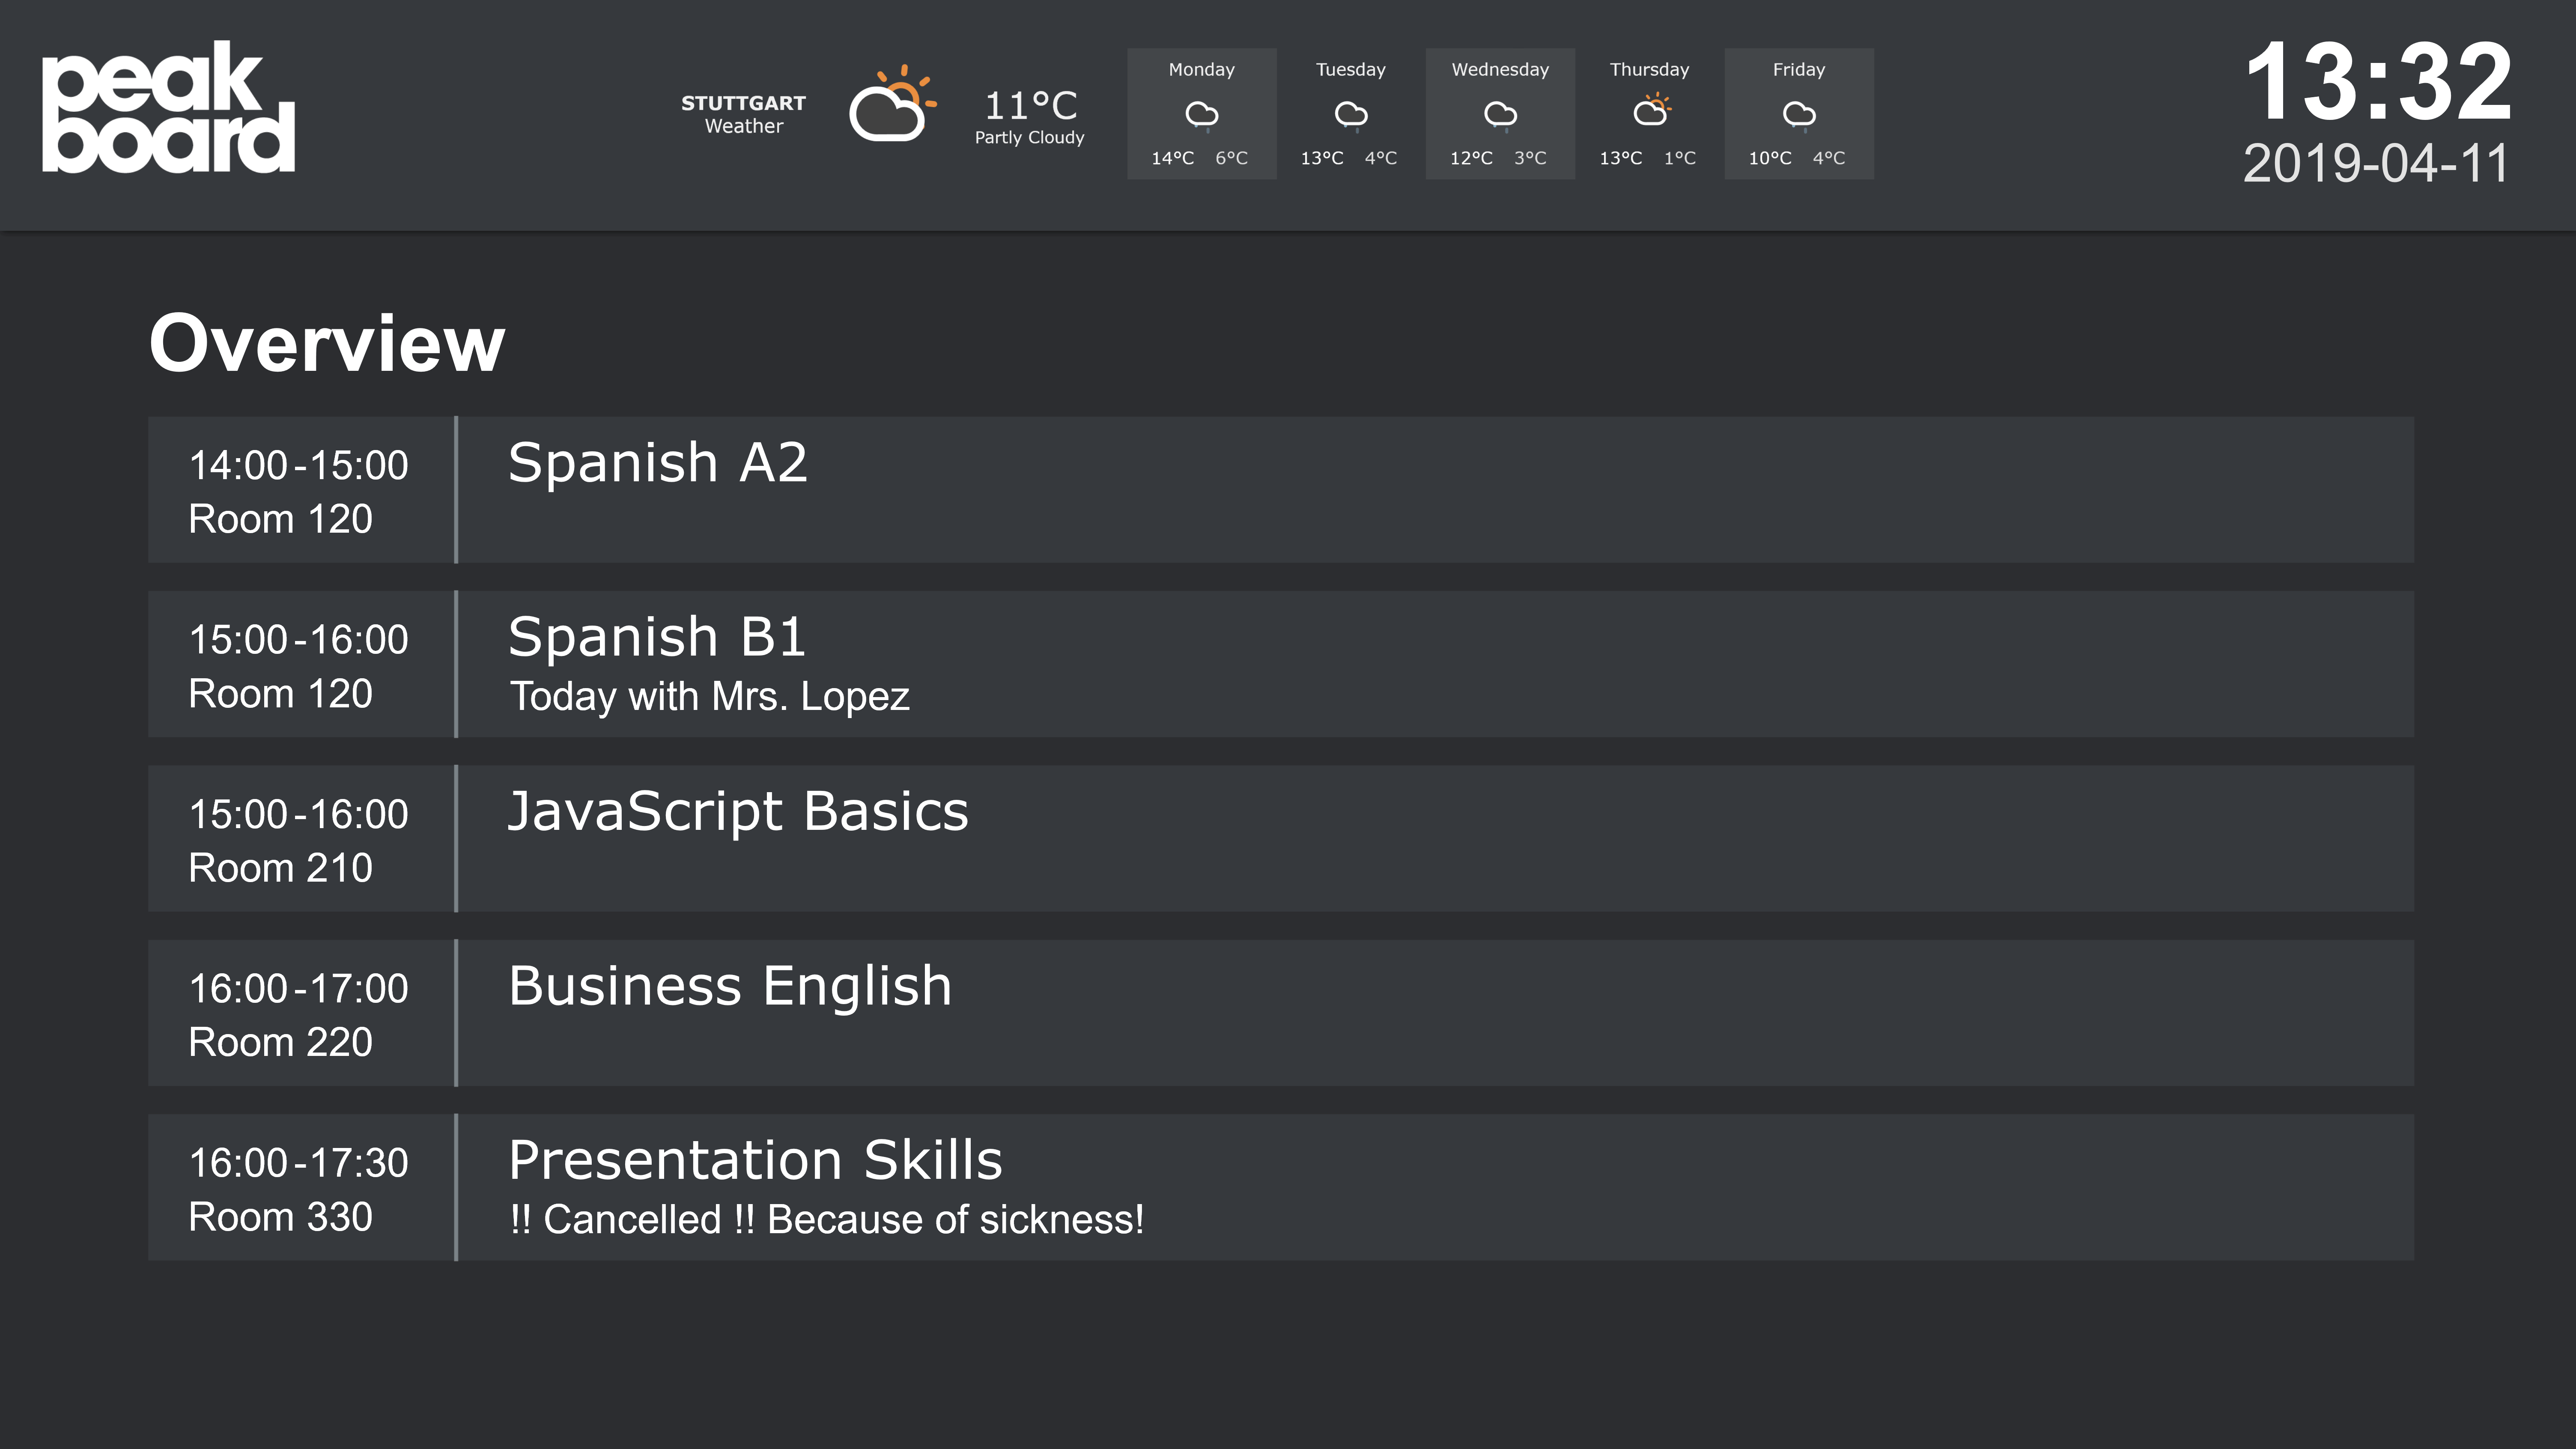 peak
board
STUTTGART
Weather
11°C
Partly Cloudy
Monday
14°C 6°C
Tuesday
13°C 4°C
Wednesday
12°C 3°C
Thursday
13°C 1°C
Friday
10°C 4°C
13:32
2019-04-11
Overview
14:00-15:00
Room 120
Spanish A2
15:00-16:00
Room 120
Spanish B1
Today with Mrs. Lopez
15:00-16:00
Room 210
JavaScript Basics
16:00-17:00
Room 220
Business English
16:00-17:30
Room 330
Presentation Skills
!! Cancelled !! Because of sickness!